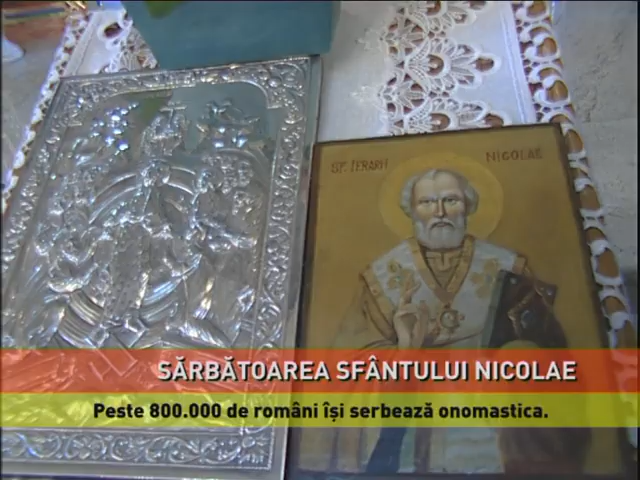 SF. IERARH NICOLAE
SĂRBĂTOAREA SFÂNTULUI NICOLAE
Peste 800.000 de români își serbează onomastica.